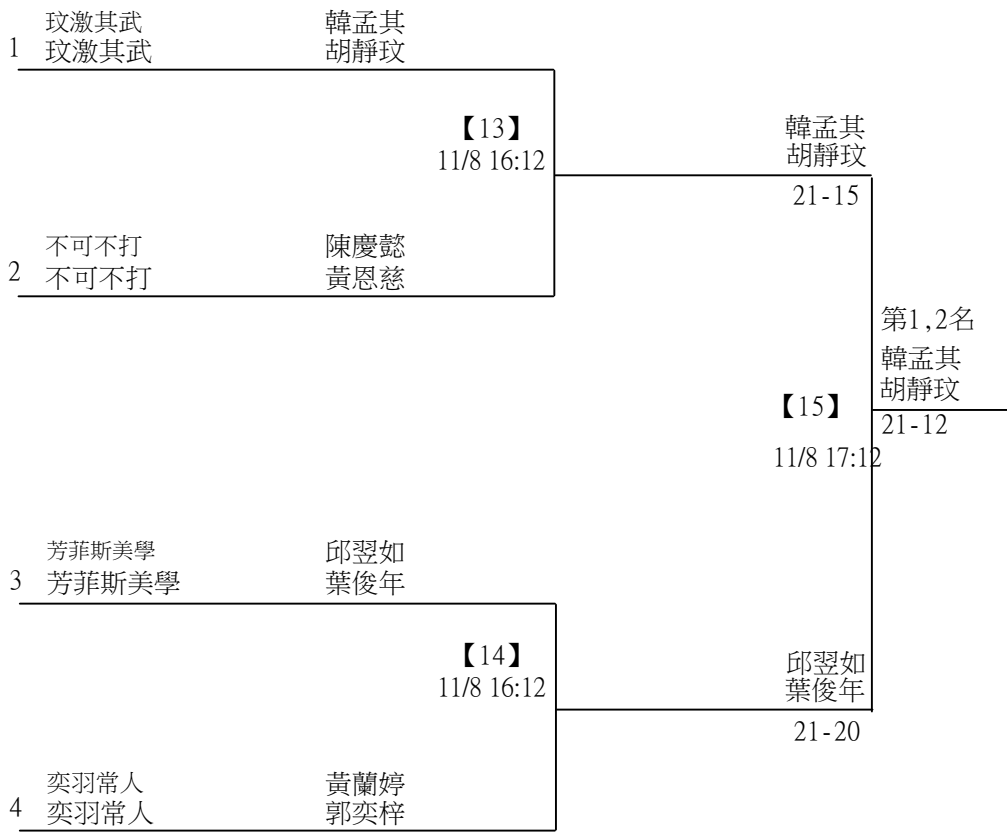 玟激其武 韓孟其
1 玟激其武 胡靜玟
【13】
11/8 16:12
韓孟其
胡靜玟
21-15
不可不打 陳慶懿
2 不可不打 黃恩慈
第1,2名
韓孟其
胡靜玟
【15】
21-12
11/8 17:12
芳菲斯美學 邱翌如
3 芳菲斯美學 葉俊年
【14】
11/8 16:12
邱翌如
葉俊年
21-20
奕羽常人 黃蘭婷
4 奕羽常人 郭奕梓